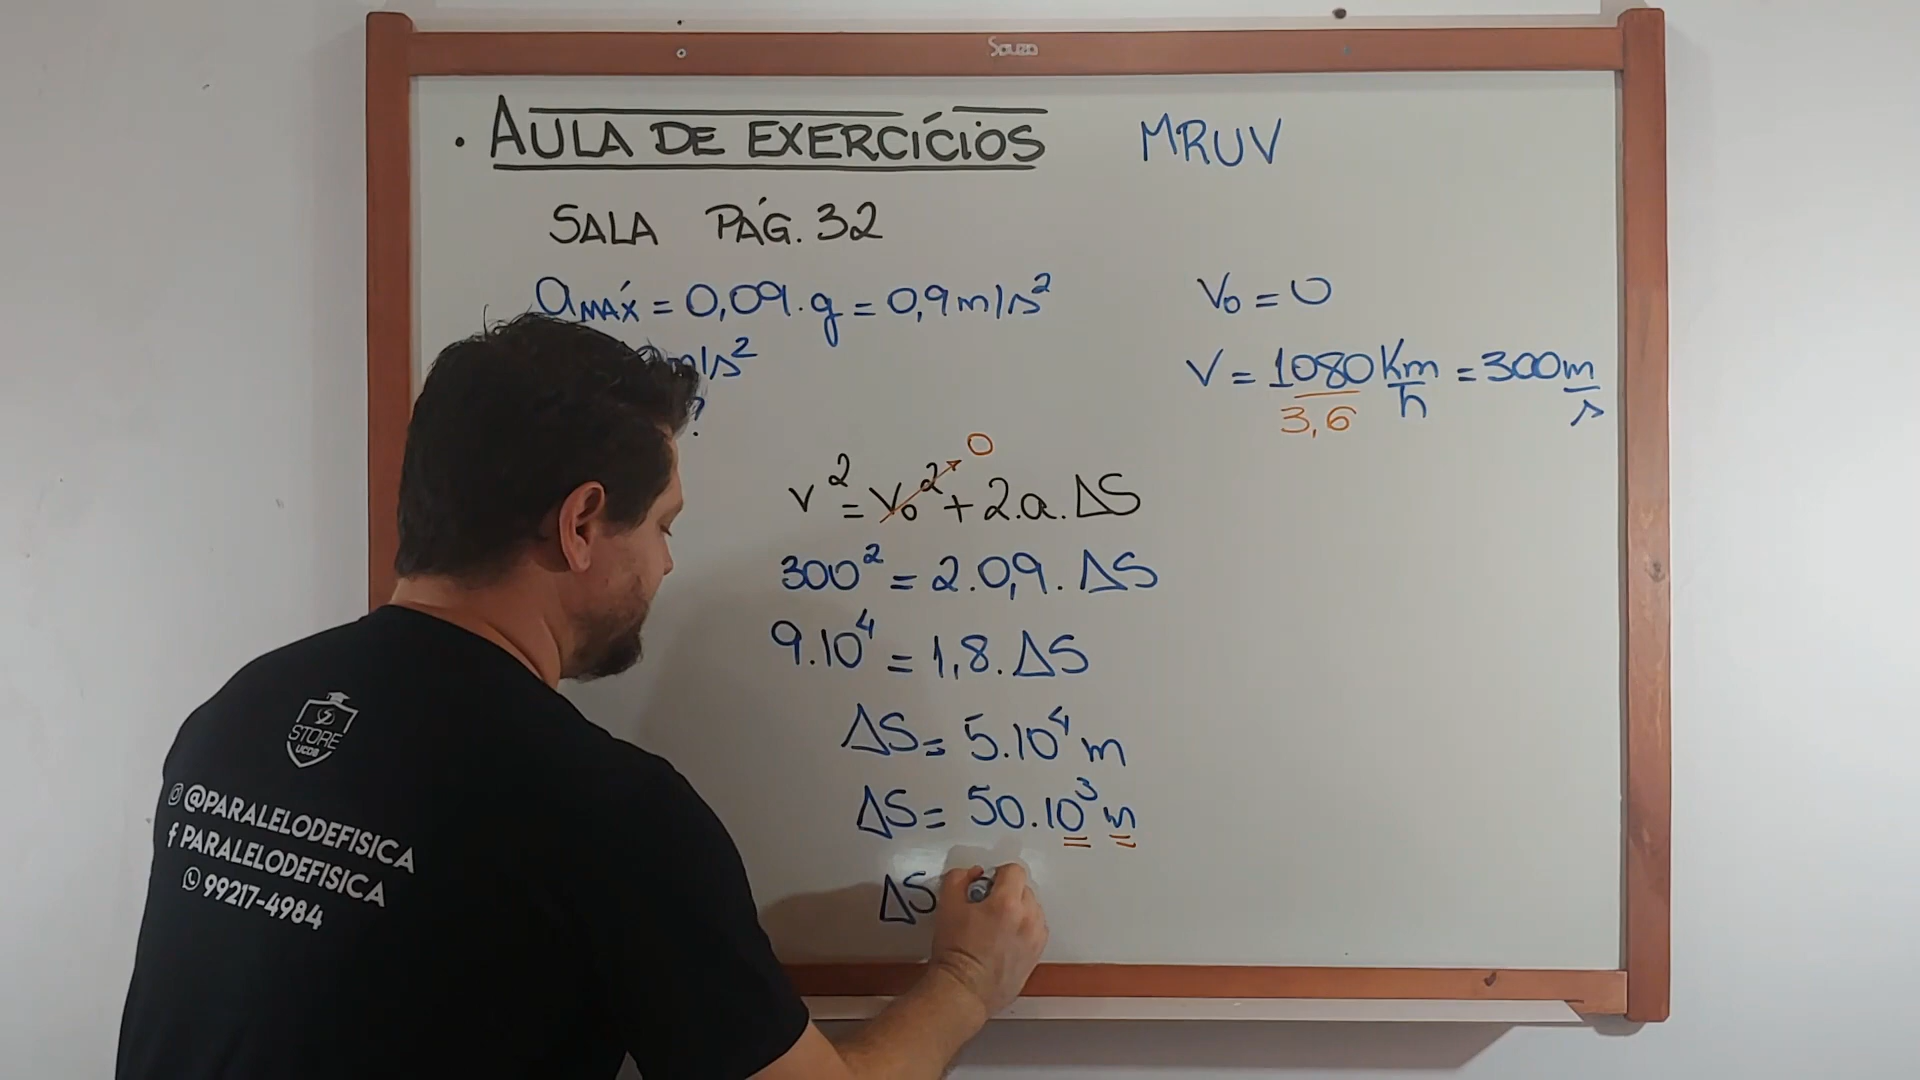 Souza
. AULA DE EXERCÍCIOS MRUV
SALA PÁG. 32
aMÁX = 0,09.g = 0,9 m/s²
V₀ = 0
m/s²
V = 1080/3,6 Km/h = 300 m/s
?
V² = V₀² + 2.a.ΔS
0
300² = 2.0,9.ΔS
9.10⁴ = 1,8.ΔS
ΔS = 5.10⁴ m
ΔS = 50.10³ m
ΔS
STORE
UCDB
@PARALELODEFISICA
f PARALELODEFISICA
99217-4984